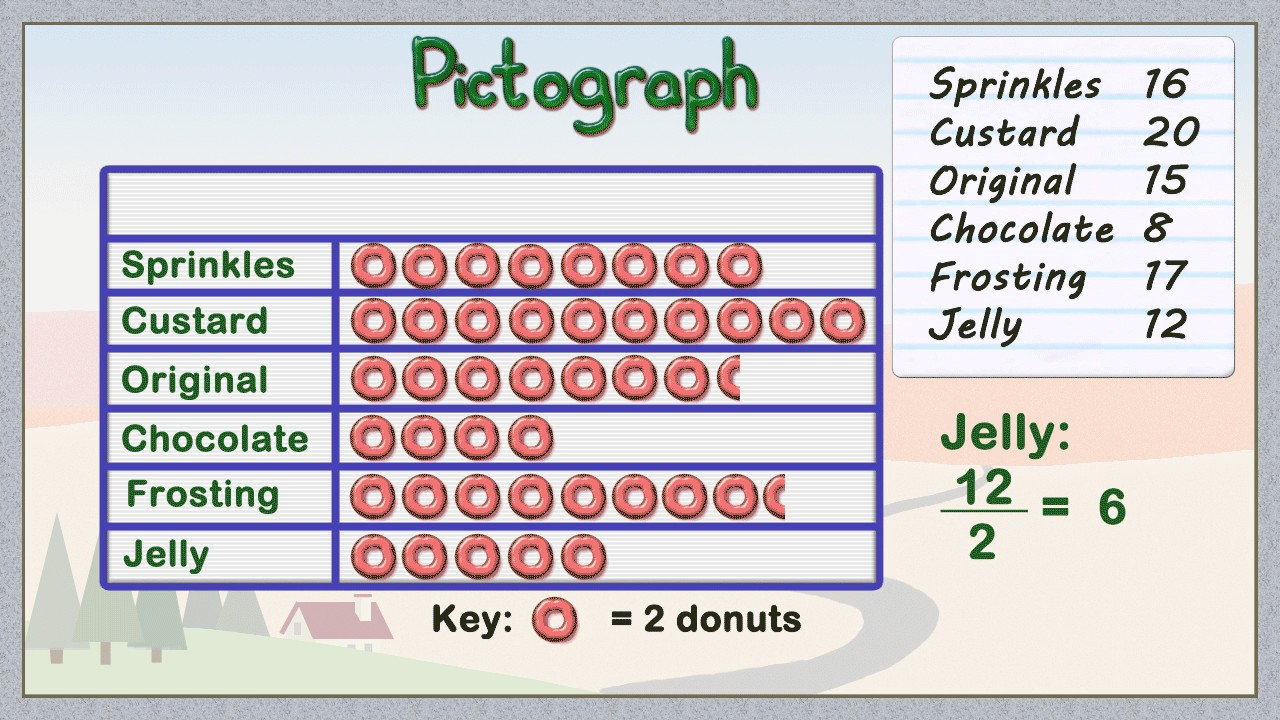 Pictograph
Sprinkles 16
Custard 20
Original 15
Chocolate 8
Frosting 17
Jelly 12
Sprinkles
Custard
Original
Chocolate
Frosting
Jelly
Key: = 2 donuts
Jelly:
12
2
= 6